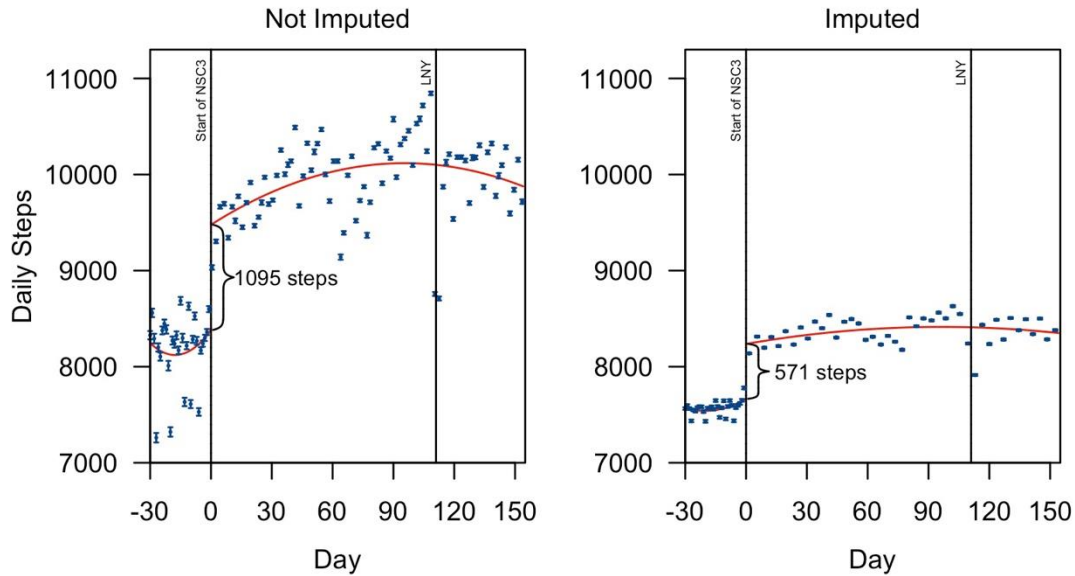 Not Imputed
Daily Steps
11000
10000
9000
8000
7000
Start of NSC3
LNY
1095 steps
-30 0 30 60 90 120 150
Day
Imputed
11000
10000
9000
8000
7000
Start of NSC3
LNY
571 steps
-30 0 30 60 90 120 150
Day